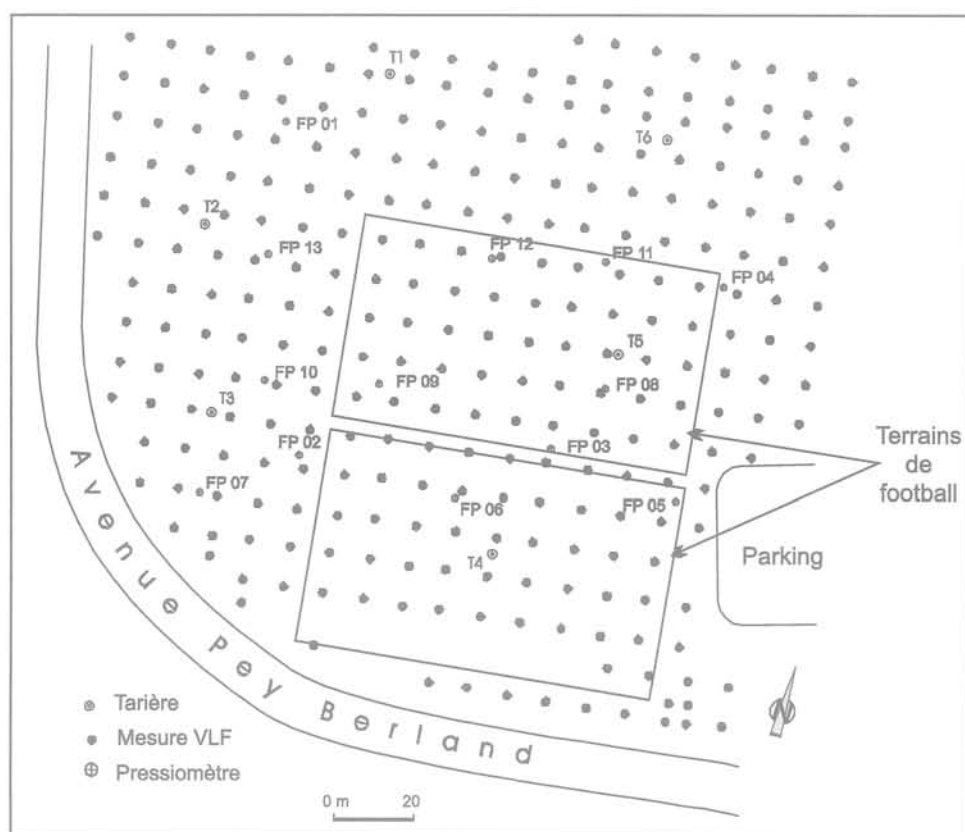 T1
FP 01
T6
T2
FP 12
FP 13
FP 11
FP 04
T5
FP 10
FP 09
FP 08
T3
FP 02
FP 03
Terrains
de
football
FP 07
FP 06
FP 05
T4
Parking
Avenue Pey Berland
Tarière
Mesure VLF
Pressiomètre
0 m 20